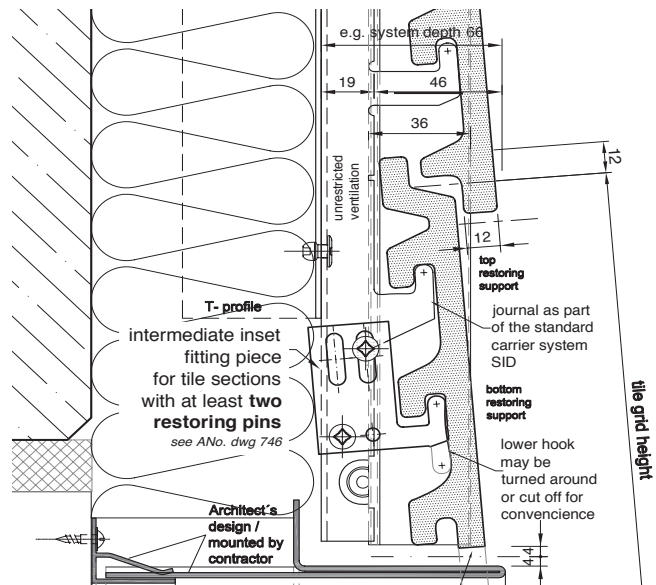 e.g. system depth 66
19
46
36
12
unrestricted
ventilation
12
top
restoring
support
T- profile
journal as part
of the standard
carrier system
SID
intermediate inset
fitting piece
for tile sections
with at least two
restoring pins
see ANo. dwg 746
bottom
restoring
support
tile grid height
lower hook
may be
turned around
or cut off for
convencience
Architect´s
design /
mounted by
contractor
4.4